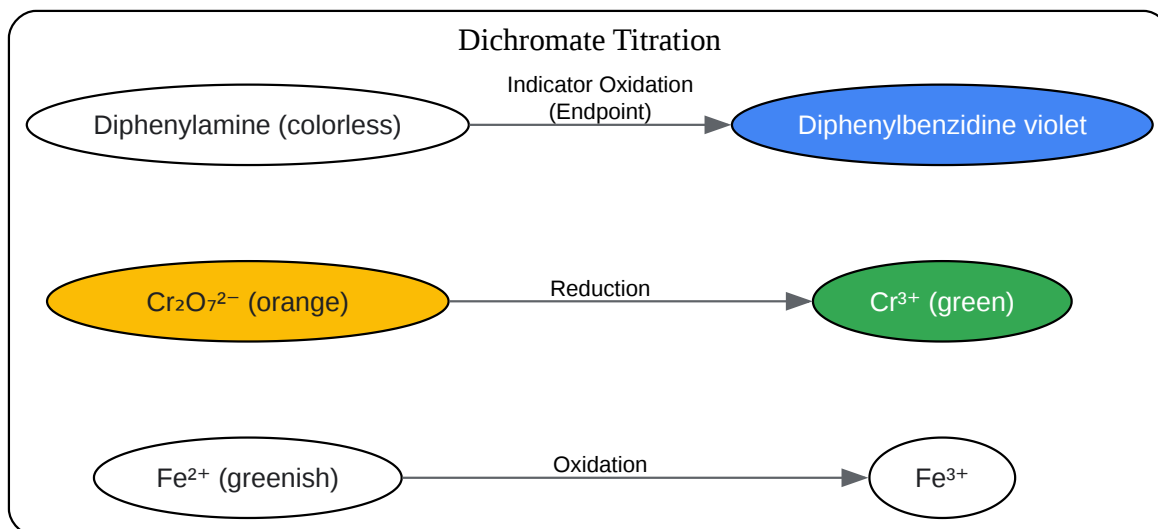 Dichromate Titration
Diphenylamine (colorless)
Indicator Oxidation
(Endpoint)
Diphenylbenzidine violet
Cr₂O₇²⁻ (orange)
Reduction
Cr³⁺ (green)
Fe²⁺ (greenish)
Oxidation
Fe³⁺